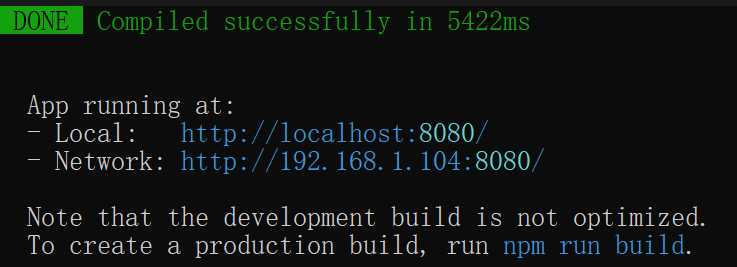 DONE Compiled successfully in 5422ms
App running at:
- Local: http://localhost:8080/
- Network: http://192.168.1.104:8080/
Note that the development build is not optimized.
To create a production build, run npm run build.